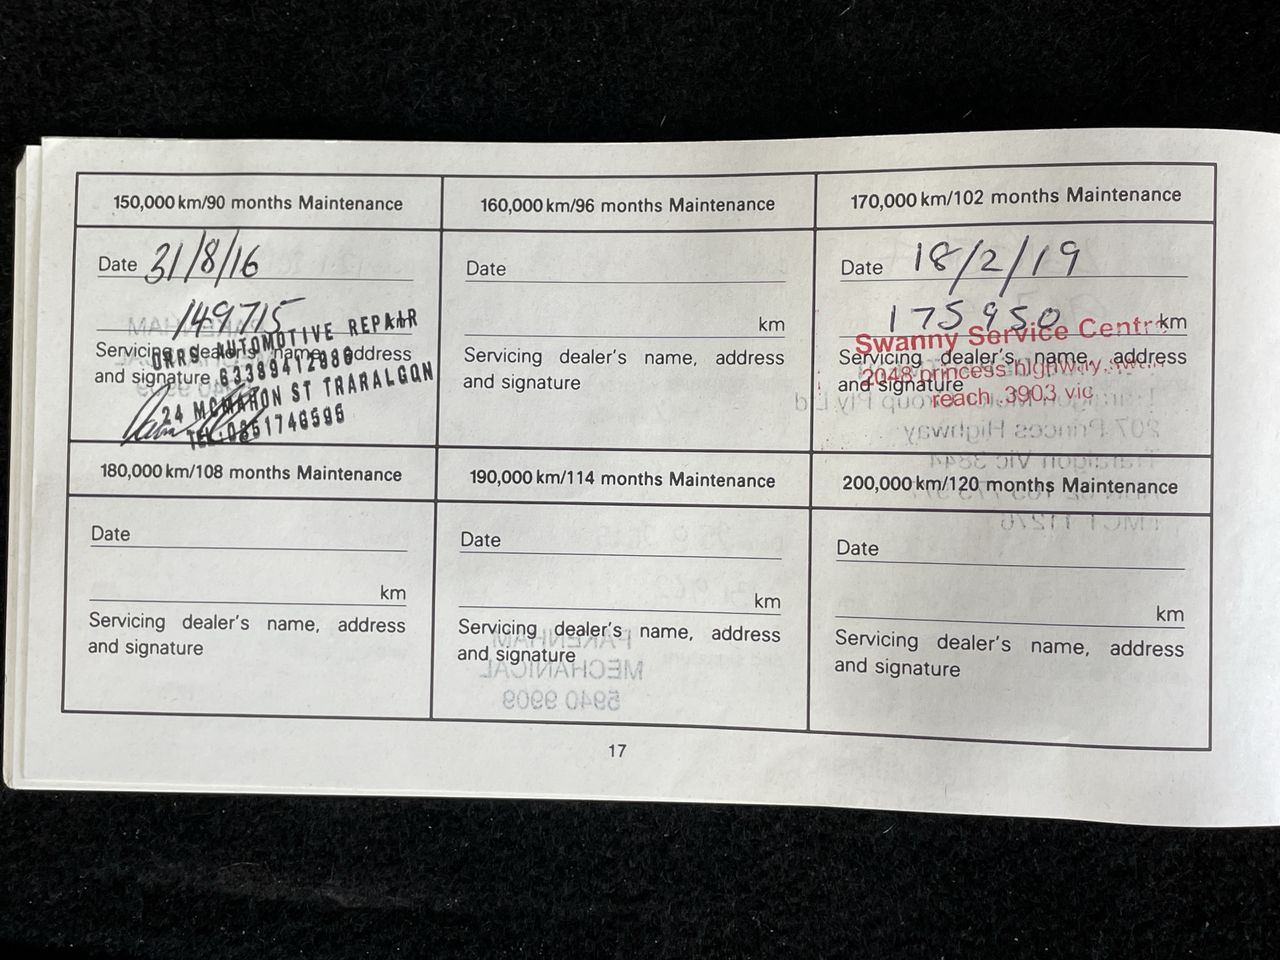 150,000 km/90 months Maintenance
Date 31/8/16
149715
Servicing dealer's name, address
and signature
AUTOMOTIVE REPAIR
24 MCMAHON ST TRARALGON
160,000 km/96 months Maintenance
Date
km
Servicing dealer's name, address
and signature
170,000 km/102 months Maintenance
Date 18/2/19
175950 km
Servicing dealer's name, address
and signature
Swanny Service Centr
2048 princess highway
reach .3903 vic
180,000 km/108 months Maintenance
Date
km
Servicing dealer's name, address
and signature
190,000 km/114 months Maintenance
Date
km
Servicing dealer's name, address
and signature
PAKENHAM
MECHANICAL
5940 9909
200,000 km/120 months Maintenance
Date
km
Servicing dealer's name, address
and signature
17